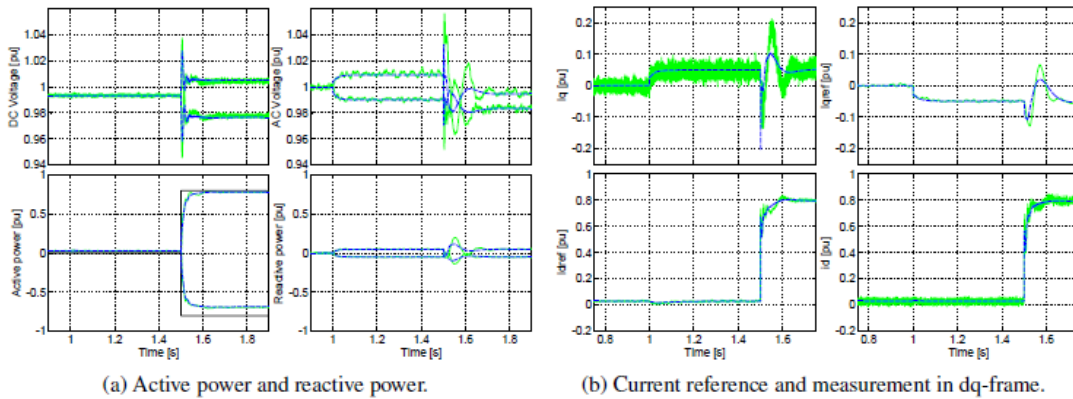 DC Voltage [pu]
1.04
1.02
1
0.98
0.96
0.94
AC Voltage [pu]
1.04
1.02
1
0.98
0.96
0.94
Active power [pu]
1
0.5
0
-0.5
-1
1 1.2 1.4 1.6 1.8
Time [s]
Reactive power [pu]
1
0.5
0
-0.5
-1
1 1.2 1.4 1.6 1.8
Time [s]
(a) Active power and reactive power.
Iq [pu]
0.2
0.1
0
-0.1
-0.2
Iqref [pu]
0.2
0.1
0
-0.1
-0.2
Idref [pu]
1
0.8
0.6
0.4
0.2
0
-0.2
0.8 1 1.2 1.4 1.6
Time [s]
Id [pu]
1
0.8
0.6
0.4
0.2
0
-0.2
0.8 1 1.2 1.4 1.6
Time [s]
(b) Current reference and measurement in dq-frame.